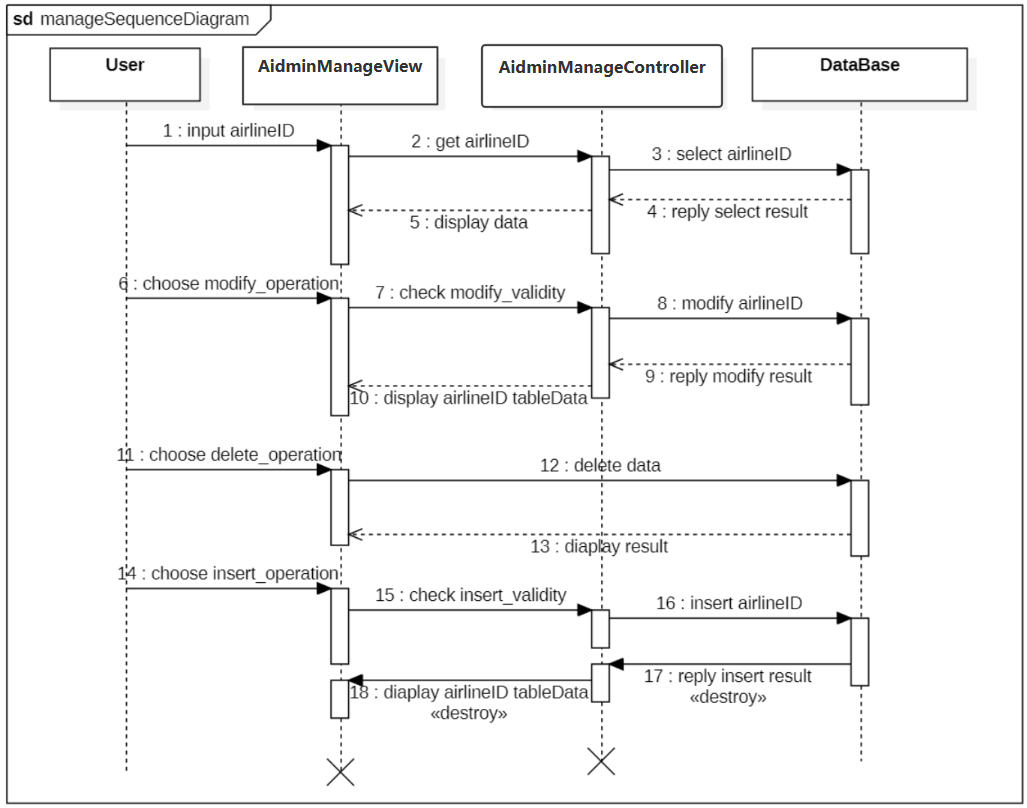 sd manageSequenceDiagram
User
AidminManageView
AidminManageController
DataBase
1 : input airlineID
2 : get airlineID
3 : select airlineID
4 : reply select result
5 : display data
6 : choose modify_operation
7 : check modify_validity
8 : modify airlineID
9 : reply modify result
10 : display airlineID tableData
11 : choose delete_operation
12 : delete data
13 : diaplay result
14 : choose insert_operation
15 : check insert_validity
16 : insert airlineID
17 : reply insert result
«destroy»
18 : diaplay airlineID tableData
«destroy»